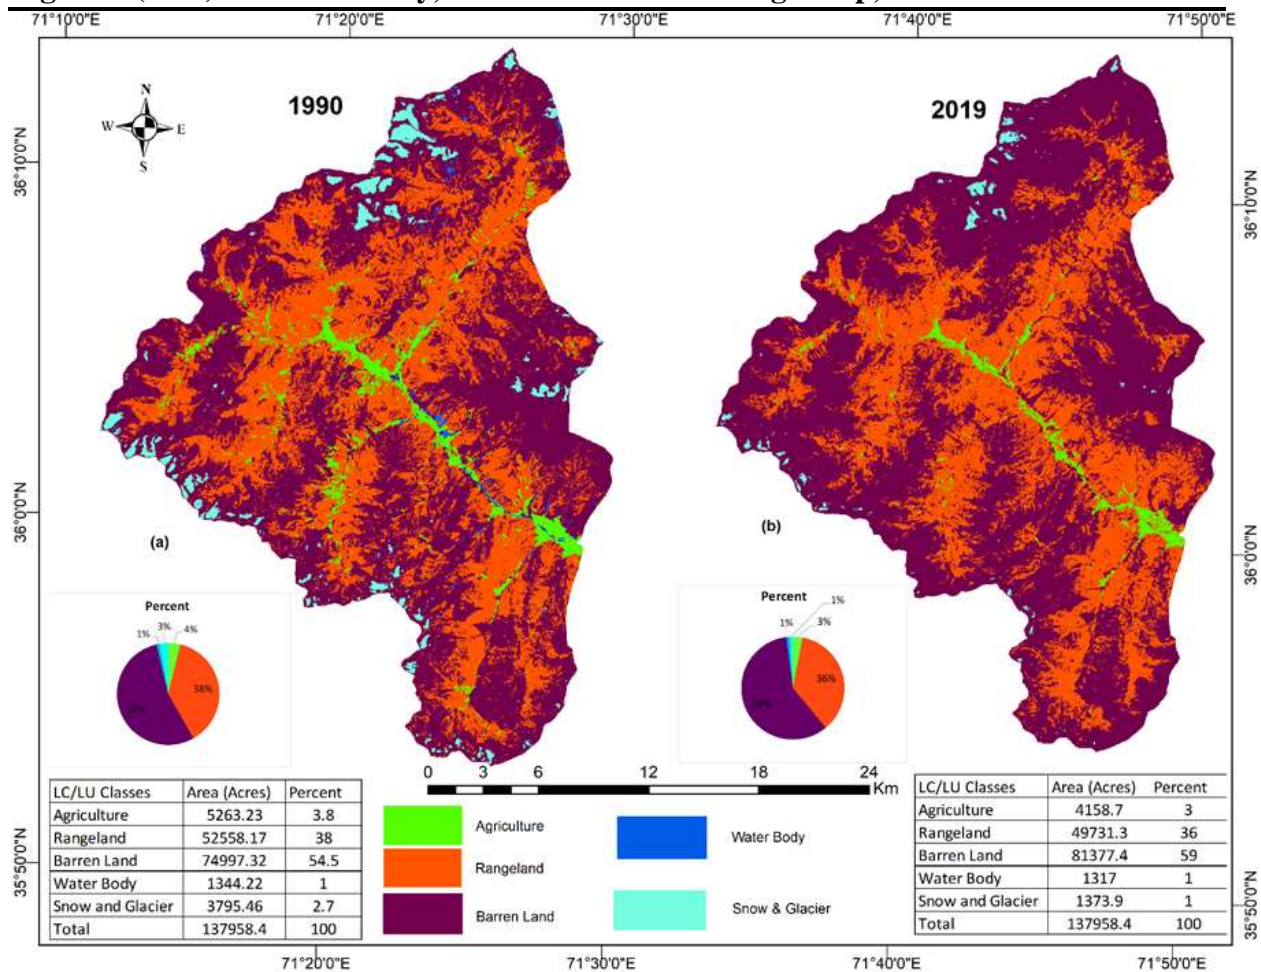 71°10'0"E 71°20'0"E 71°30'0"E 71°40'0"E 71°50'0"E
1990
2019
N
W E
S
36°10'0"N
36°10'0"N
36°0'0"N
36°0'0"N
(a)
(b)
Percent
1% 3% 4%
38%
Percent
1% 1% 3%
36%
59%
0 3 6 12 18 24
Km
LC/LU Classes Area (Acres) Percent
Agriculture 5263.23 3.8
Rangeland 52558.17 38
Barren Land 74997.32 54.5
Water Body 1344.22 1
Snow and Glacier 3795.46 2.7
Total 137958.4 100
Agriculture
Rangeland
Barren Land
Water Body
Snow & Glacier
LC/LU Classes Area (Acres) Percent
Agriculture 4158.7 3
Rangeland 49731.3 36
Barren Land 81377.4 59
Water Body 1317 1
Snow and Glacier 1373.9 1
Total 137958.4 100
35°50'0"N
35°50'0"N
71°20'0"E 71°30'0"E 71°40'0"E 71°50'0"E